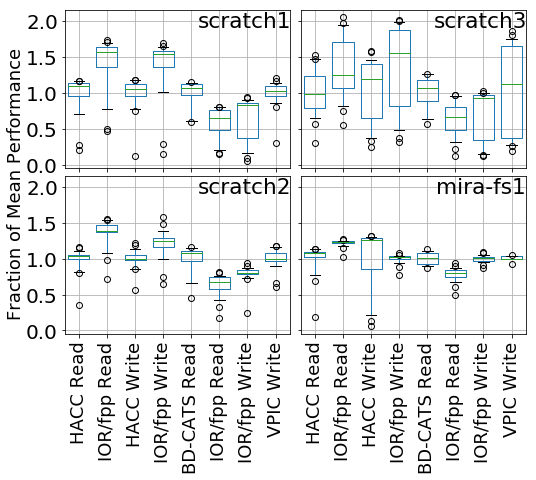 scratch1
scratch3
2.0
1.5
1.0
0.5
0.0
scratch2
mira-fs1
2.0
1.5
1.0
0.5
0.0
Fraction of Mean Performance
HACC Read
IOR/fpp Read
HACC Write
IOR/fpp Write
BD-CATS Read
IOR/fpp Read
IOR/fpp Write
VPIC Write
HACC Read
IOR/fpp Read
HACC Write
IOR/fpp Write
BD-CATS Read
IOR/fpp Read
IOR/fpp Write
VPIC Write